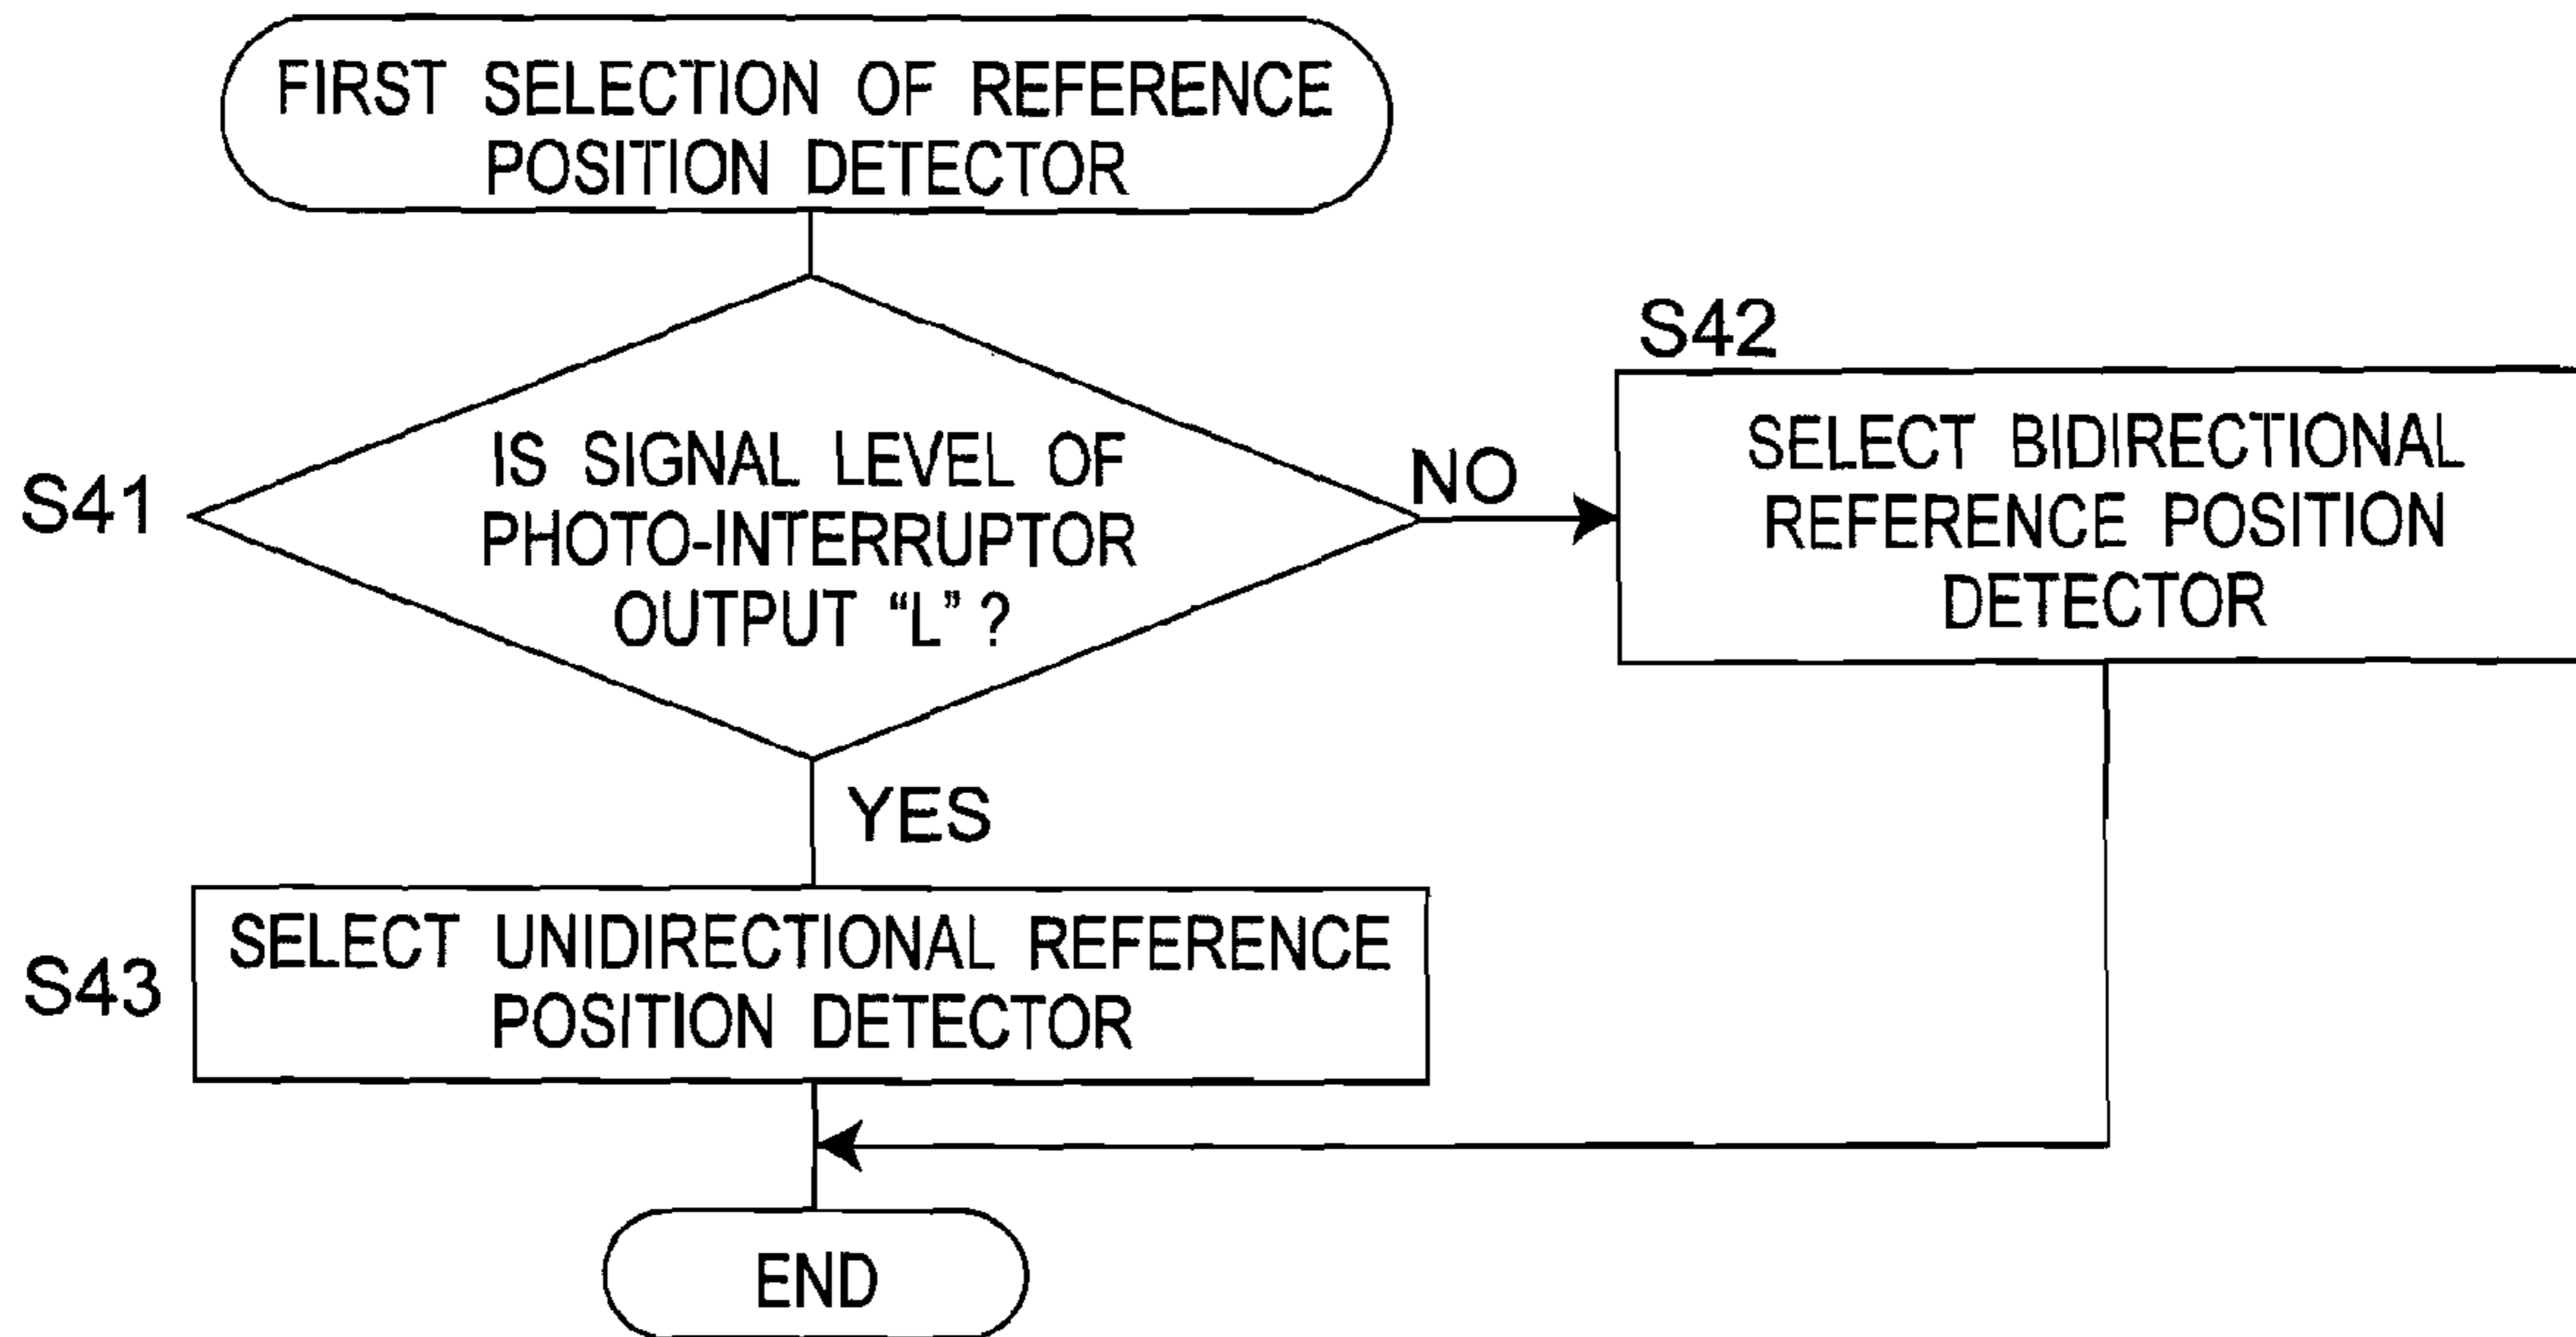 FIRST SELECTION OF REFERENCE
POSITION DETECTOR
S41
IS SIGNAL LEVEL OF
PHOTO-INTERRUPTOR
OUTPUT “L” ?
NO
S42
SELECT BIDIRECTIONAL
REFERENCE POSITION
DETECTOR
YES
S43
SELECT UNIDIRECTIONAL REFERENCE
POSITION DETECTOR
END